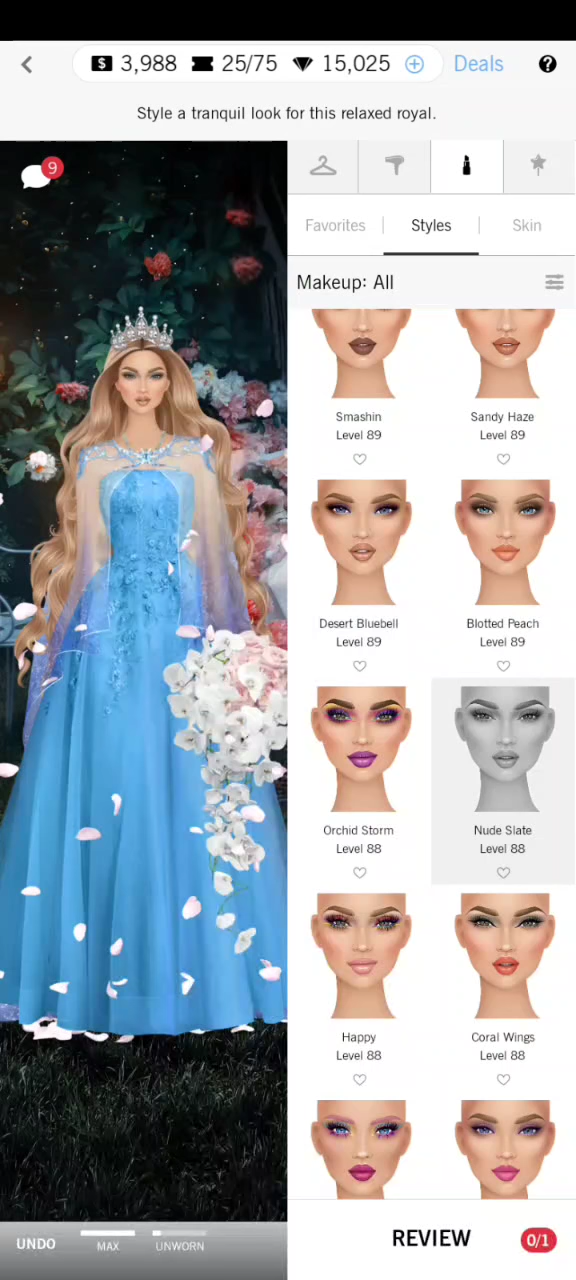 $ 3,988 25/75 15,025 Deals ?
Style a tranquil look for this relaxed royal.
9
Favorites Styles Skin
Makeup: All
Smashin Sandy Haze
Level 89 Level 89
Desert Bluebell Blotted Peach
Level 89 Level 89
Orchid Storm Nude Slate
Level 88 Level 88
Happy Coral Wings
Level 88 Level 88
UNDO MAX UNWORN REVIEW 0/1